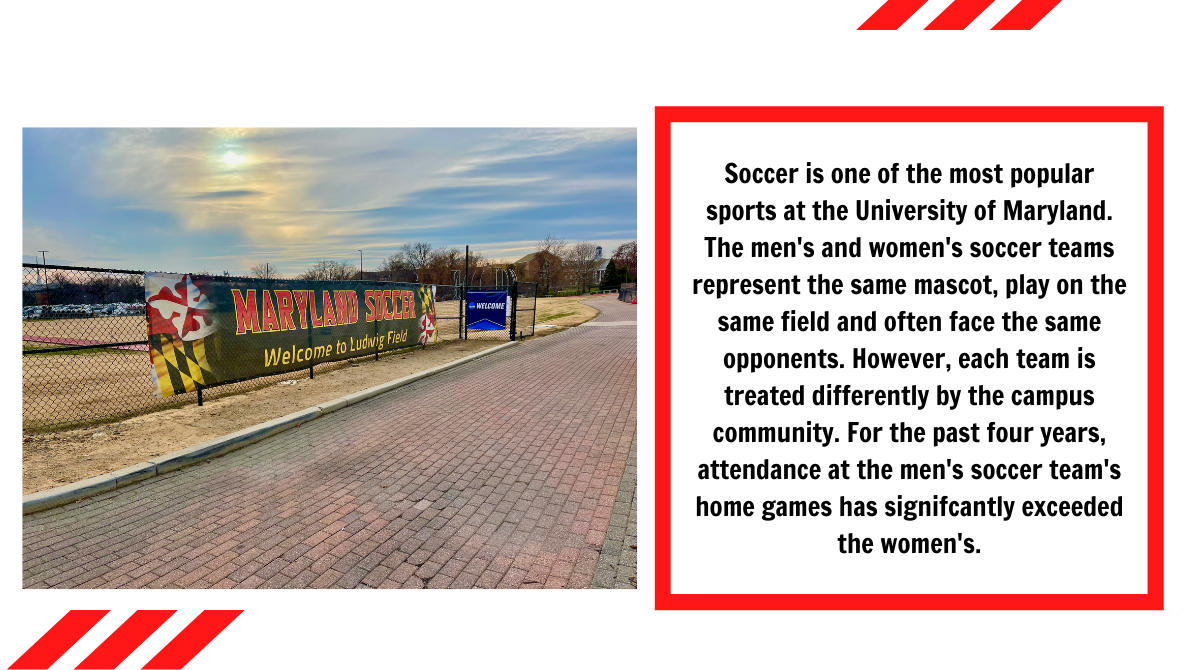 MARYLAND SOCCER
Welcome to Ludwig Field
WELCOME
Soccer is one of the most popular
sports at the University of Maryland.
The men's and women's soccer teams
represent the same mascot, play on the
same field and often face the same
opponents. However, each team is
treated differently by the campus
community. For the past four years,
attendance at the men's soccer team's
home games has signifcantly exceeded
the women's.